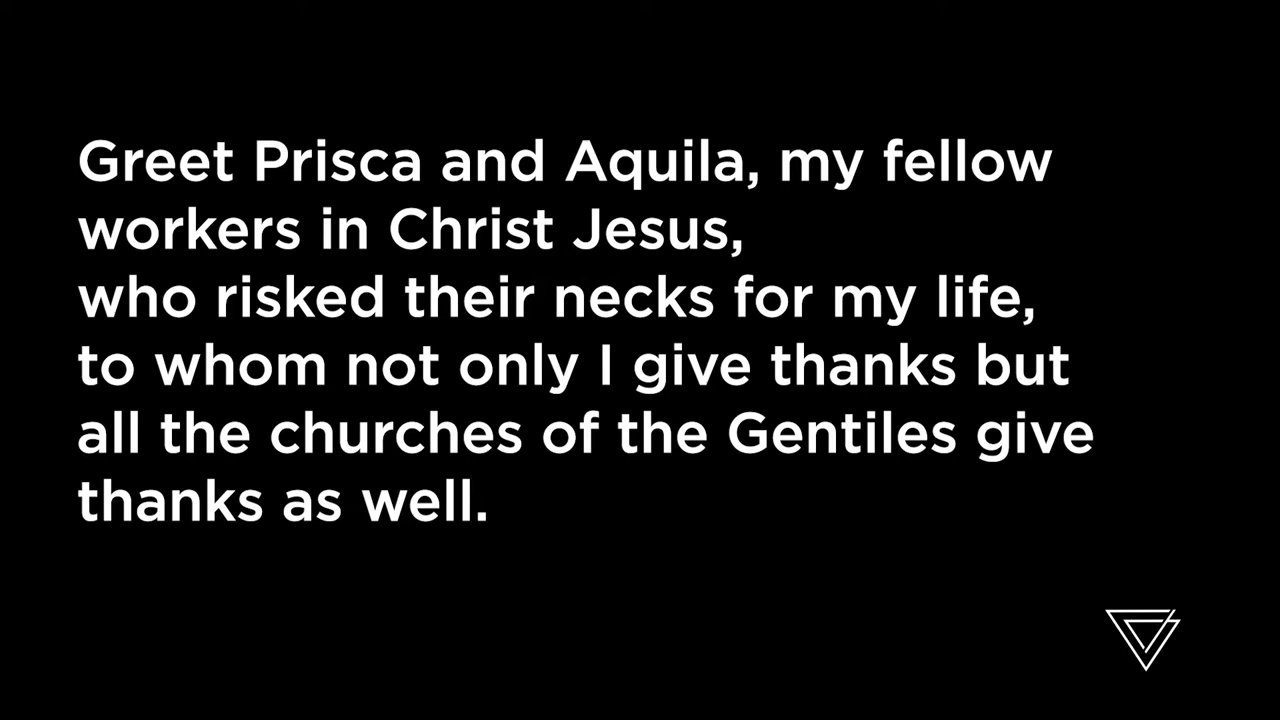 Greet Prisca and Aquila, my fellow
workers in Christ Jesus,
who risked their necks for my life,
to whom not only I give thanks but
all the churches of the Gentiles give
thanks as well.